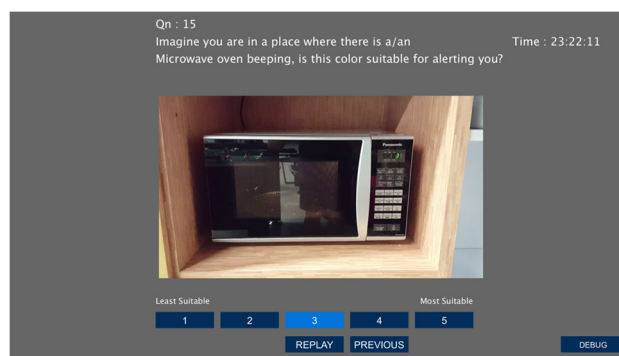 Qn : 15
Imagine you are in a place where there is a/an
Time : 23:22:11
Microwave oven beeping, is this color suitable for alerting you?
Panasonic
Least Suitable
Most Suitable
1 2 3 4 5
REPLAY PREVIOUS
DEBUG